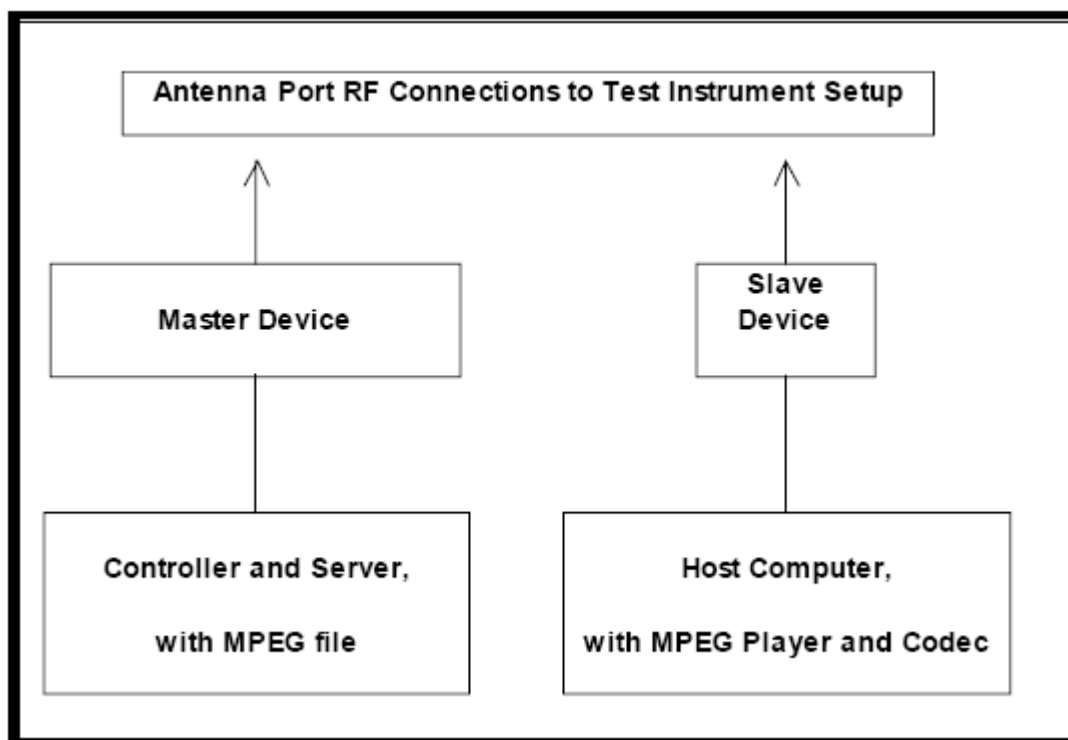 Antenna Port RF Connections to Test Instrument Setup
Master Device
Slave
Device
Controller and Server,
with MPEG file
Host Computer,
with MPEG Player and Codec